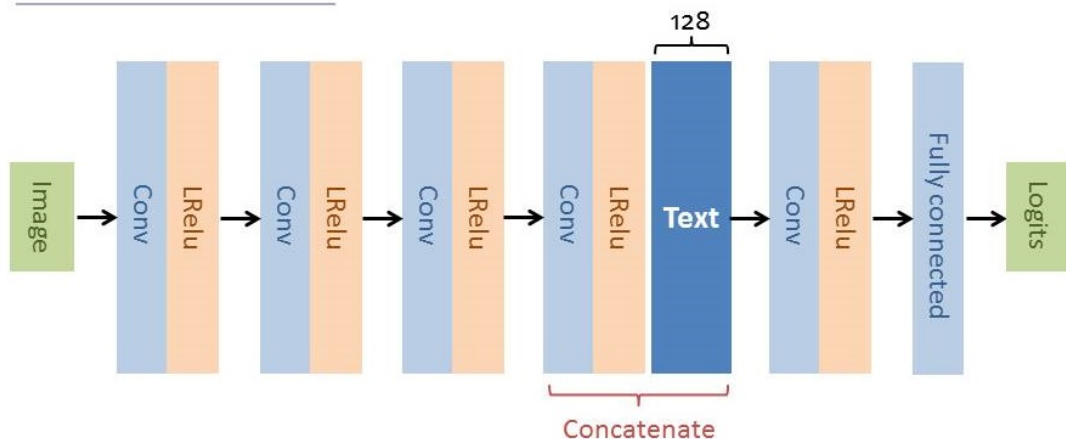 128
Image
Conv
LRelu
Conv
LRelu
Conv
LRelu
Conv
LRelu
Text
Conv
LRelu
Fully connected
Logits
Concatenate